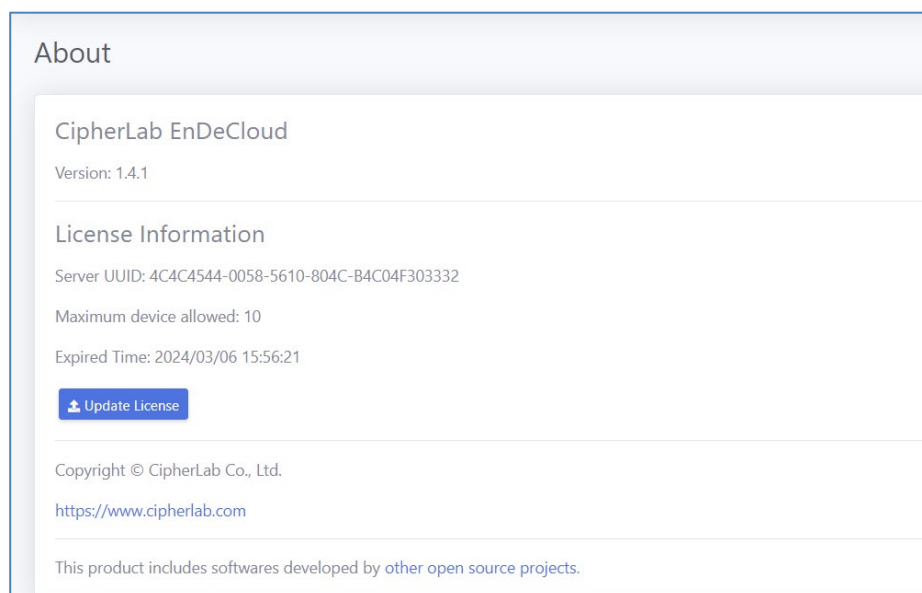 About
CipherLab EnDeCloud
Version: 1.4.1
License Information
Server UUID: 4C4C4544-0058-5610-804C-B4C04F303332
Maximum device allowed: 10
Expired Time: 2024/03/06 15:56:21
Update License
Copyright © CipherLab Co., Ltd.
https://www.cipherlab.com
This product includes softwares developed by other open source projects.